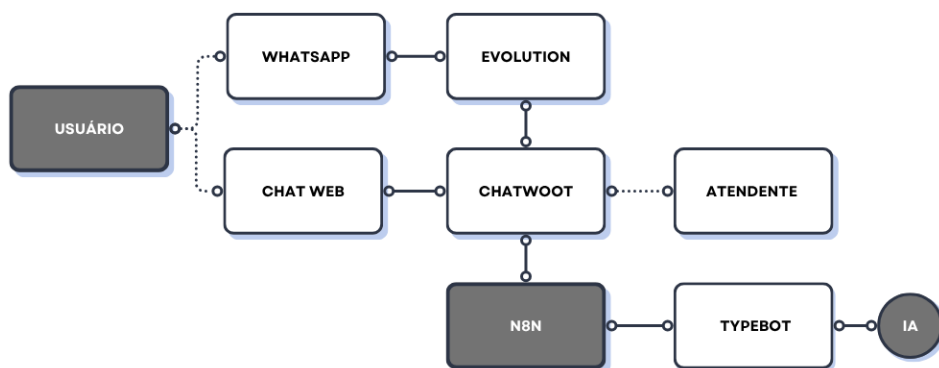 WHATSAPP
EVOLUTION
USUÁRIO
CHAT WEB
CHATWOOT
ATENDENTE
N8N
TYPEBOT
IA